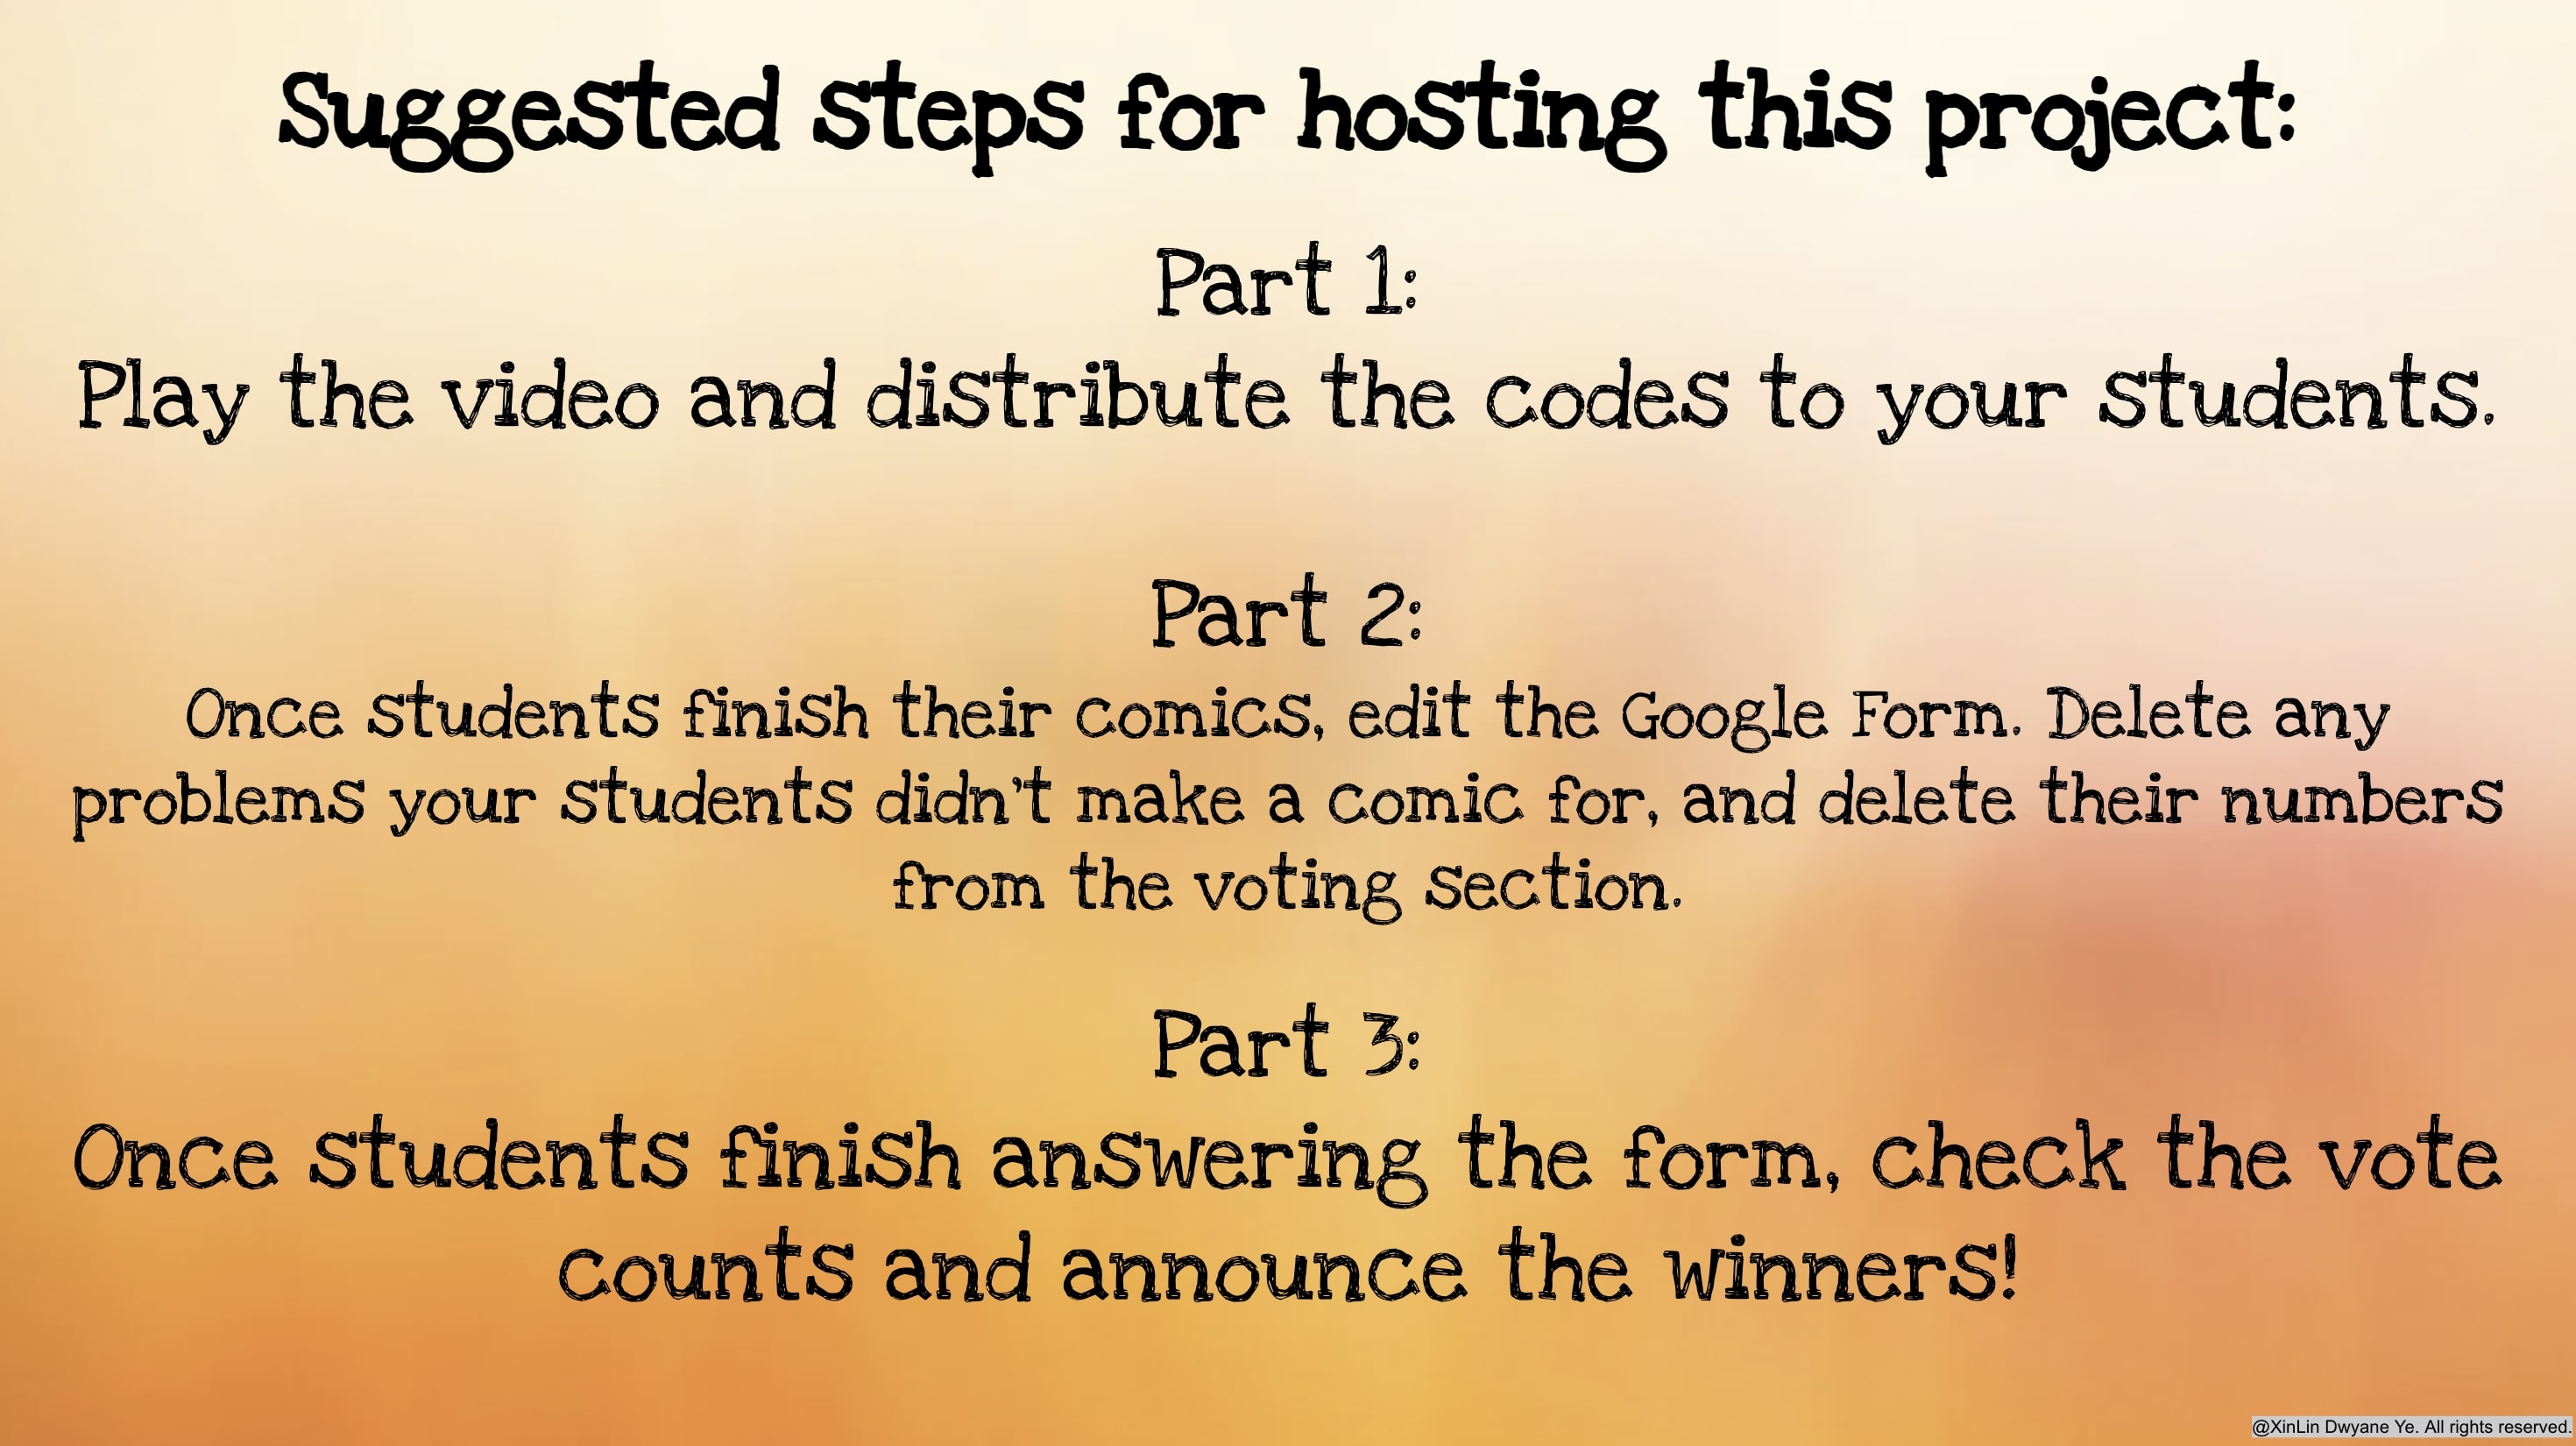 Suggested steps for hosting this project:
Part 1:
Play the video and distribute the codes to your students.
Part 2:
Once students finish their comics, edit the Google Form. Delete any
problems your students didn't make a comic for, and delete their numbers
from the voting section.
Part 3:
Once students finish answering the form, check the vote
counts and announce the winners!
@XinLin Dwyane Ye. All rights reserved.